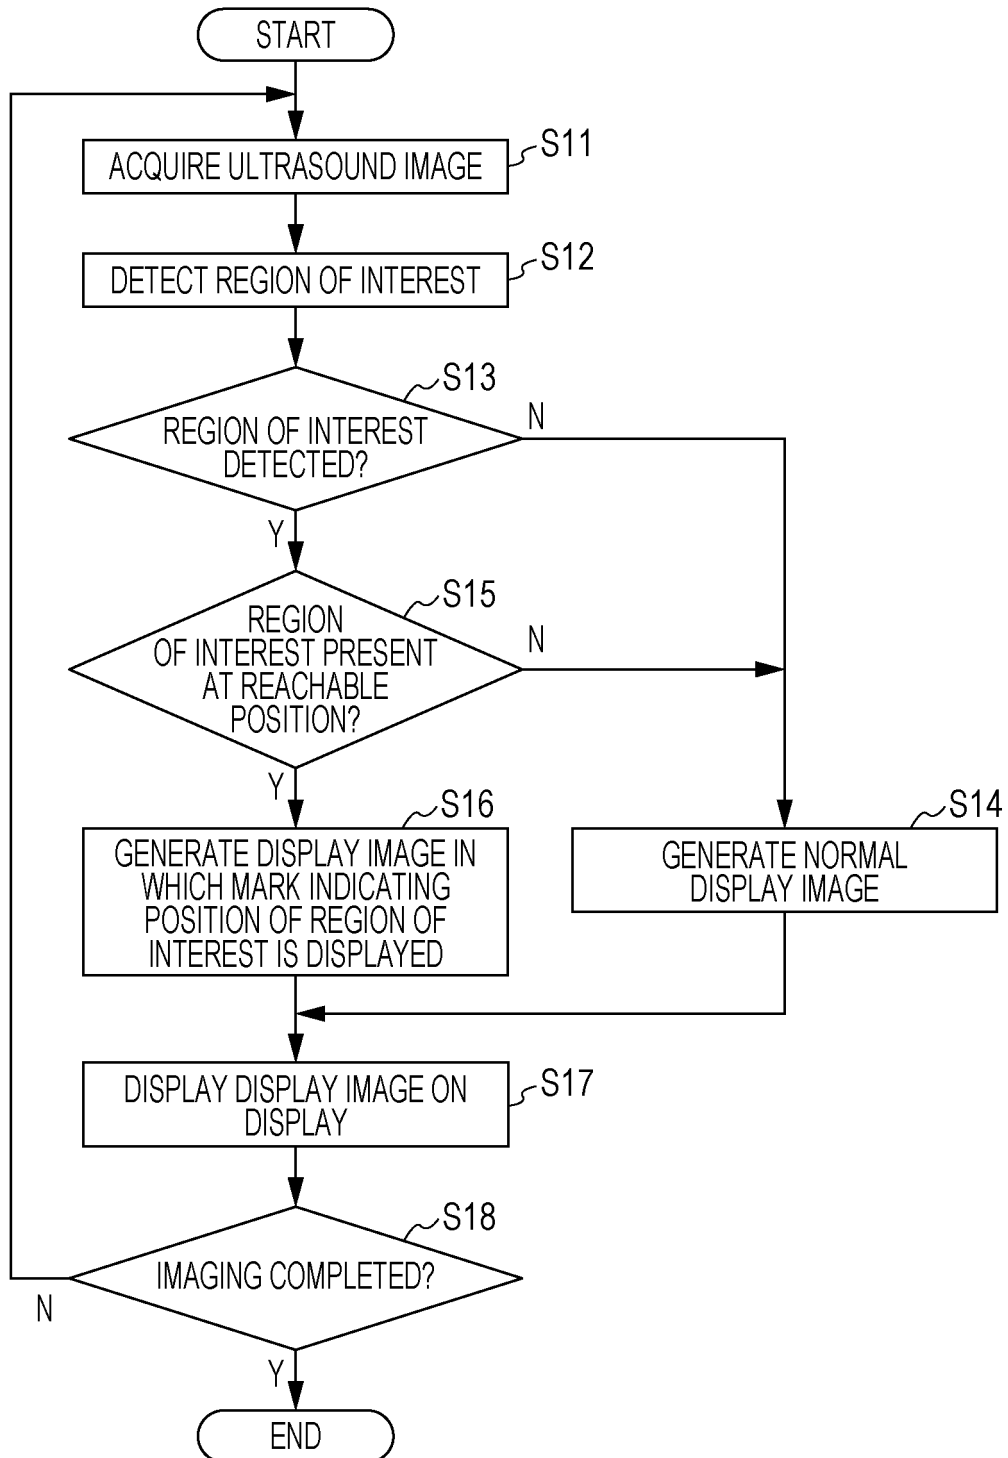 START
ACQUIRE ULTRASOUND IMAGE
S11
DETECT REGION OF INTEREST
S12
S13
REGION OF INTEREST
DETECTED?
N
Y
S15
REGION
OF INTEREST PRESENT
AT REACHABLE
POSITION?
N
Y
S16
GENERATE DISPLAY IMAGE IN
WHICH MARK INDICATING
POSITION OF REGION OF
INTEREST IS DISPLAYED
S14
GENERATE NORMAL
DISPLAY IMAGE
DISPLAY DISPLAY IMAGE ON
DISPLAY
S17
S18
IMAGING COMPLETED?
N
Y
END